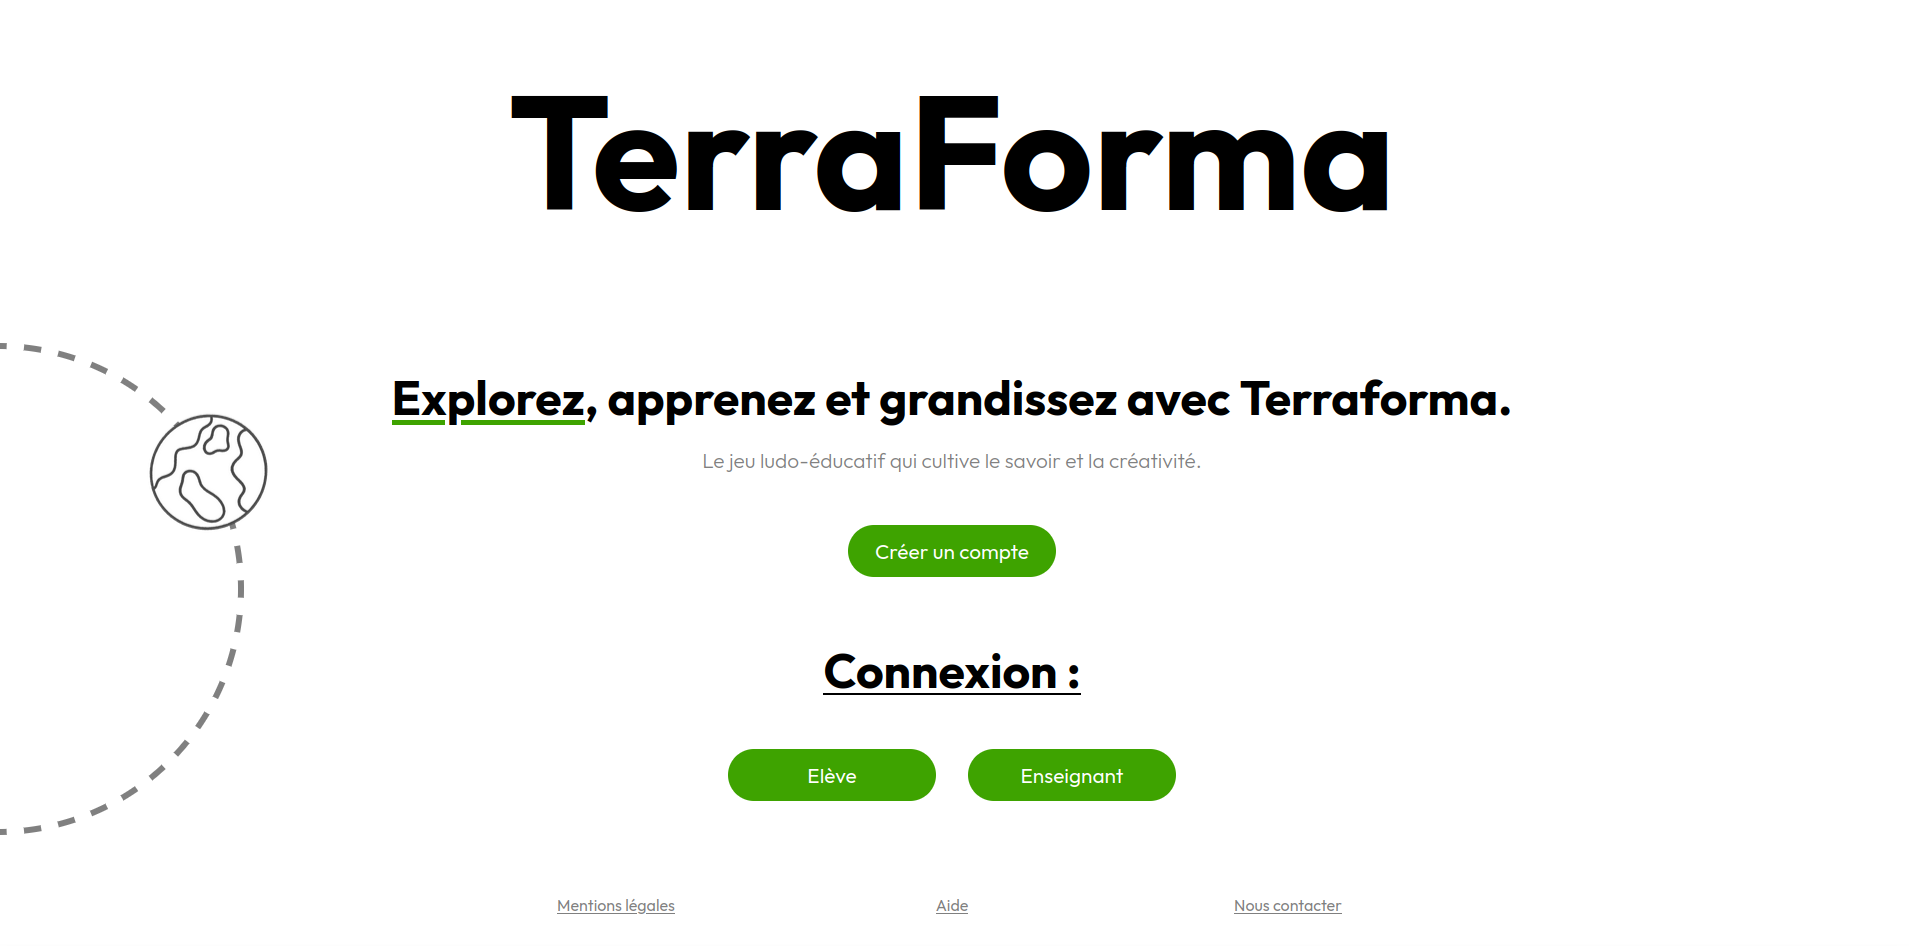 TerraForma
Explorez, apprenez et grandissez avec Terraforma.
Le jeu ludo-éducatif qui cultive le savoir et la créativité.
Créer un compte
Connexion :
Elève
Enseignant
Mentions légales
Aide
Nous contacter